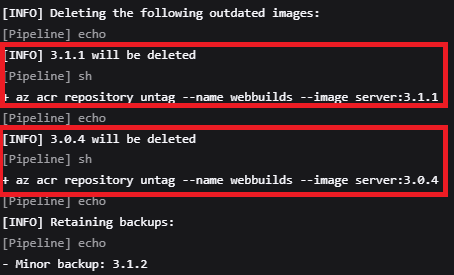 [INFO] Deleting the following outdated images:
[Pipeline] echo
[INFO] 3.1.1 will be deleted
[Pipeline] sh
+ az acr repository untag --name webbuilds --image server:3.1.1
[Pipeline] echo
[INFO] 3.0.4 will be deleted
[Pipeline] sh
+ az acr repository untag --name webbuilds --image server:3.0.4
[Pipeline] echo
[INFO] Retaining backups:
[Pipeline] echo
- Minor backup: 3.1.2